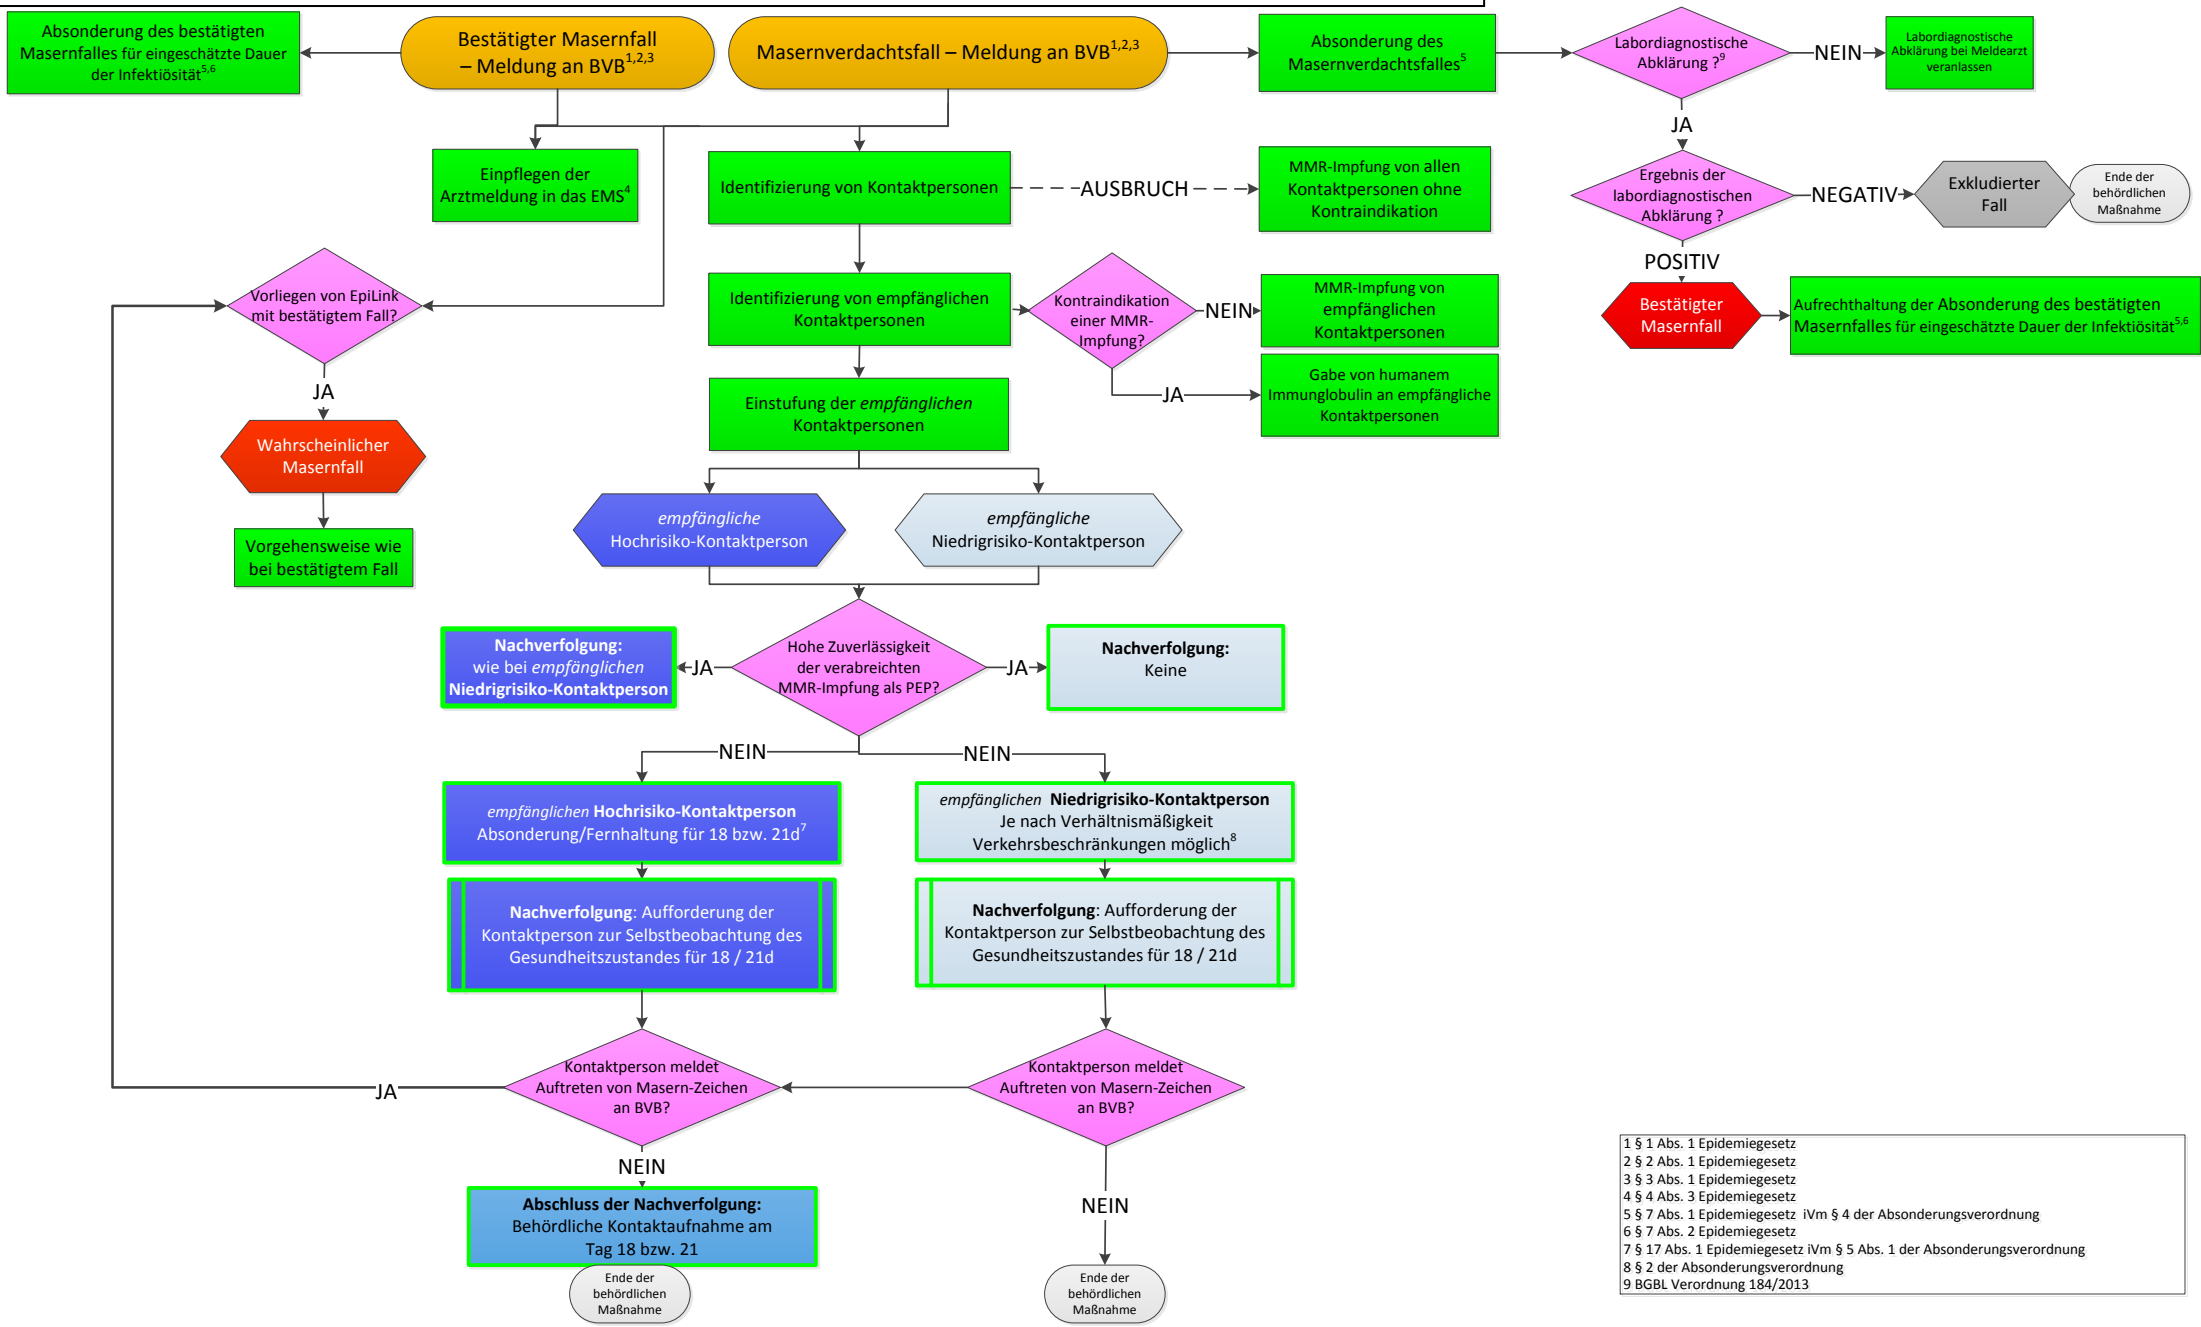 Absonderung des bestätigten
Masernfalles für eingeschätzte Dauer
der Infektiösität5,6
Bestätigter Masernfall
– Meldung an BVB1,2,3
Masernverdachtsfall – Meldung an BVB1,2,3
Absonderung des
Masernverdachtsfalles5
Labordiagnostische
Abklärung ?9
NEIN
Labordiagnostische
Abklärung bei Meldearzt
veranlassen
JA
Einpflegen der
Arztmeldung in das EMS4
Identifizierung von Kontaktpersonen
AUSBRUCH
MMR-Impfung von allen
Kontaktpersonen ohne
Kontraindikation
Ergebnis der
labordiagnostischen
Abklärung ?
NEGATIV
Exkludierter
Fall
Ende der
behördlichen
Maßnahme
POSITIV
Vorliegen von EpiLink
mit bestätigtem Fall?
Identifizierung von empfänglichen
Kontaktpersonen
Kontraindikation
einer MMR-
Impfung?
NEIN
MMR-Impfung von
empfänglichen
Kontaktpersonen
Bestätigter
Masernfall
Aufrechthaltung der Absonderung des bestätigten
Masernfalles für eingeschätzte Dauer der Infektiösität5,6
JA
JA
Gabe von humanem
Immunglobulin an empfängliche
Kontaktpersonen
Einstufung der empfänglichen
Kontaktpersonen
Wahrscheinlicher
Masernfall
empfängliche
Hochrisiko-Kontaktperson
empfängliche
Niedrigrisiko-Kontaktperson
Vorgehensweise wie
bei bestätigtem Fall
Nachverfolgung:
wie bei empfänglichen
Niedrigrisiko-Kontaktperson
JA
Hohe Zuverlässigkeit
der verabreichten
MMR-Impfung als PEP?
JA
Nachverfolgung:
Keine
NEIN
NEIN
empfänglichen Hochrisiko-Kontaktperson
Absonderung/Fernhaltung für 18 bzw. 21d7
empfänglichen Niedrigrisiko-Kontaktperson
Je nach Verhältnismäßigkeit
Verkehrsbeschränkungen möglich8
Nachverfolgung: Aufforderung der
Kontaktperson zur Selbstbeobachtung des
Gesundheitszustandes für 18 / 21d
Nachverfolgung: Aufforderung der
Kontaktperson zur Selbstbeobachtung des
Gesundheitszustandes für 18 / 21d
JA
Kontaktperson meldet
Auftreten von Masern-Zeichen
an BVB?
Kontaktperson meldet
Auftreten von Masern-Zeichen
an BVB?
NEIN
NEIN
Abschluss der Nachverfolgung:
Behördliche Kontaktaufnahme am
Tag 18 bzw. 21
Ende der
behördlichen
Maßnahme
Ende der
behördlichen
Maßnahme
1 § 1 Abs. 1 Epidemiegesetz
2 § 2 Abs. 1 Epidemiegesetz
3 § 3 Abs. 1 Epidemiegesetz
4 § 4 Abs. 3 Epidemiegesetz
5 § 7 Abs. 1 Epidemiegesetz iVm § 4 der Absonderungsverordnung
6 § 7 Abs. 2 Epidemiegesetz
7 § 17 Abs. 1 Epidemiegesetz iVm § 5 Abs. 1 der Absonderungsverordnung
8 § 2 der Absonderungsverordnung
9 BGBL Verordnung 184/2013